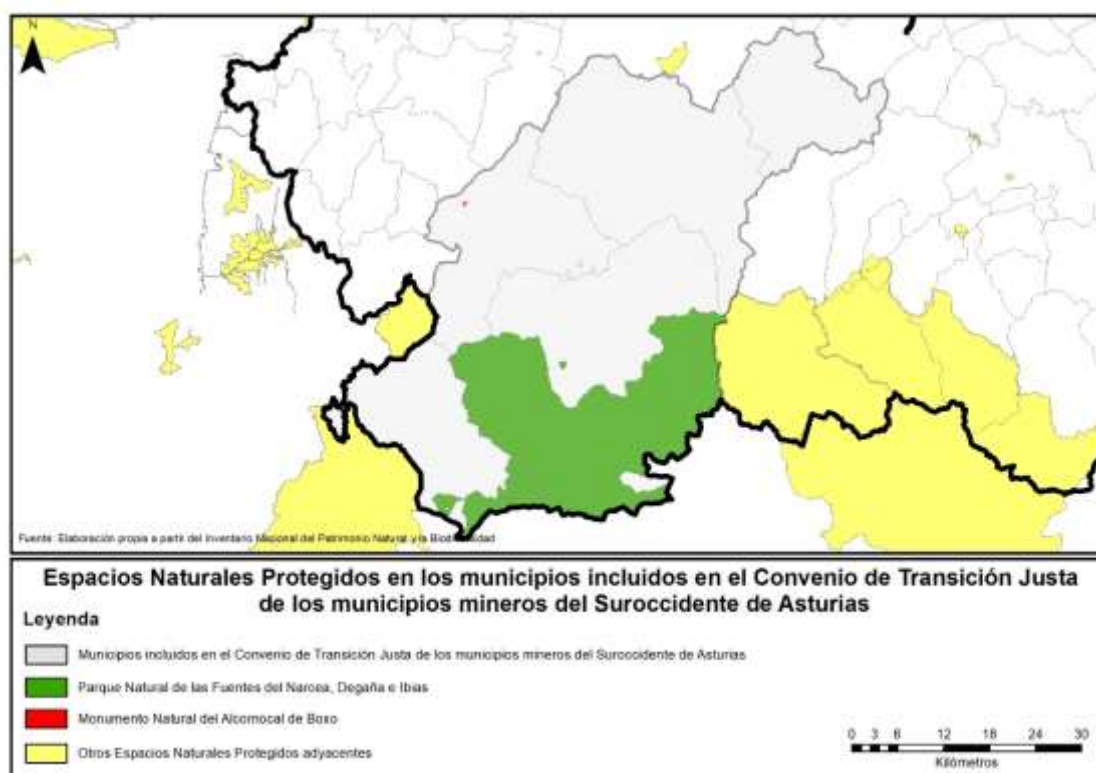 N
Fuente: Elaboración propia a partir del Inventario Nacional del Patrimonio Natural y la Biodiversidad
Espacios Naturales Protegidos en los municipios incluidos en el Convenio de Transición Justa
de los municipios mineros del Suroccidente de Asturias
Leyenda
Municipios incluidos en el Convenio de Transición Justa de los municipios mineros del Suroccidente de Asturias
Parque Natural de las Fuentes del Narcea, Degaña e Ibias
Monumento Natural del Alcornocal de Boxo
Otros Espacios Naturales Protegidos adyacentes
0 3 6 12 18 24 30
Kilómetros